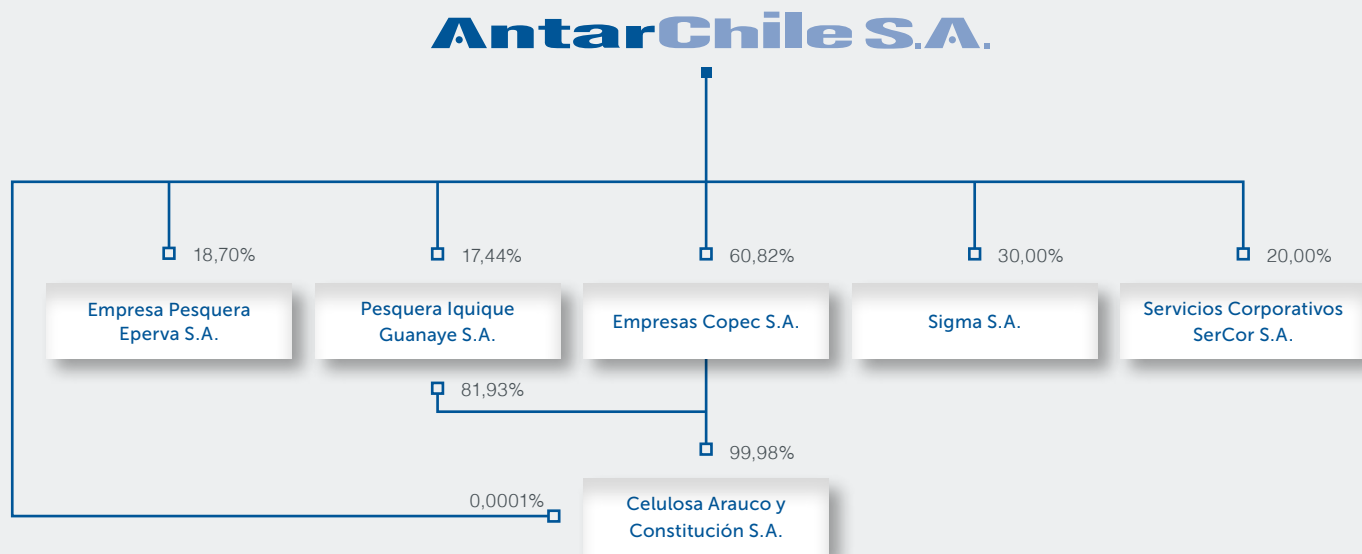 AntarChile S.A.
18,70%
17,44%
60,82%
30,00%
20,00%
Empresa Pesquera
Eperva S.A.
Pesquera Iquique
Guanaye S.A.
Empresas Copec S.A.
Sigma S.A.
Servicios Corporativos
SerCor S.A.
81,93%
99,98%
0,0001%
Celulosa Arauco y
Constitución S.A.